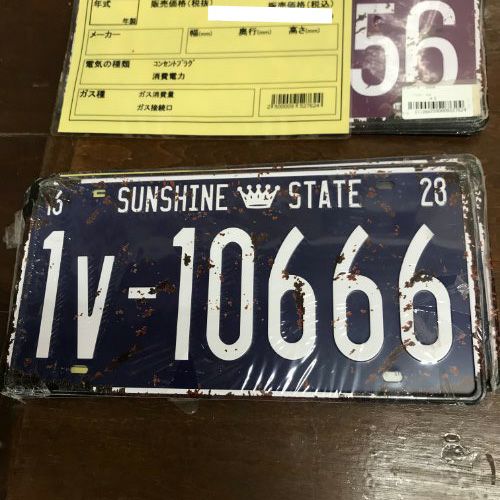 年式 販売価格(税抜) 販売価格(税込)
年製
メーカー 幅(mm) 奥行(mm) 高さ(mm)
電気の種類 コンセントプラグ
消費電力
ガス種 ガス消費量
ガス接続口
56
13 SUNSHINE STATE 23
1V-10666